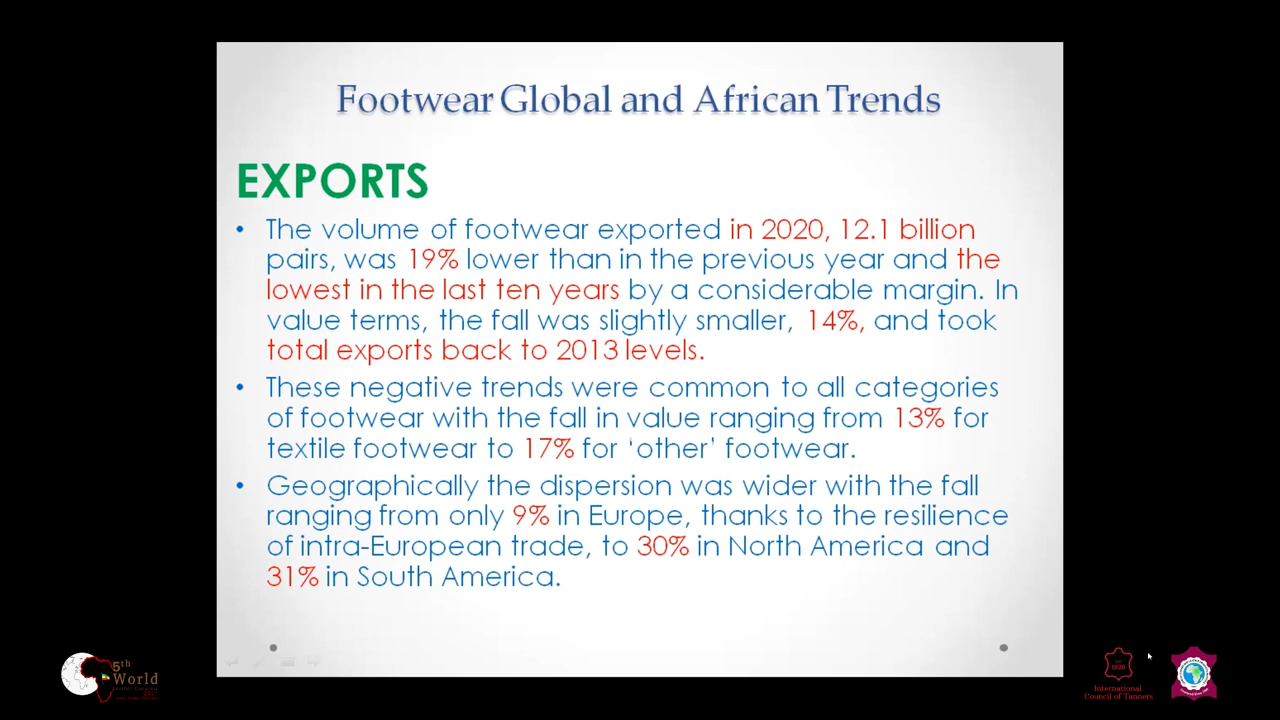 Footwear Global and African Trends
EXPORTS
• The volume of footwear exported in 2020, 12.1 billion
pairs, was 19% lower than in the previous year and the
lowest in the last ten years by a considerable margin. In
value terms, the fall was slightly smaller, 14%, and took
total exports back to 2013 levels.
• These negative trends were common to all categories
of footwear with the fall in value ranging from 13% for
textile footwear to 17% for ‘other’ footwear.
• Geographically the dispersion was wider with the fall
ranging from only 9% in Europe, thanks to the resilience
of intra-European trade, to 30% in North America and
31% in South America.
5th
World
1926
International
Council of Tanners